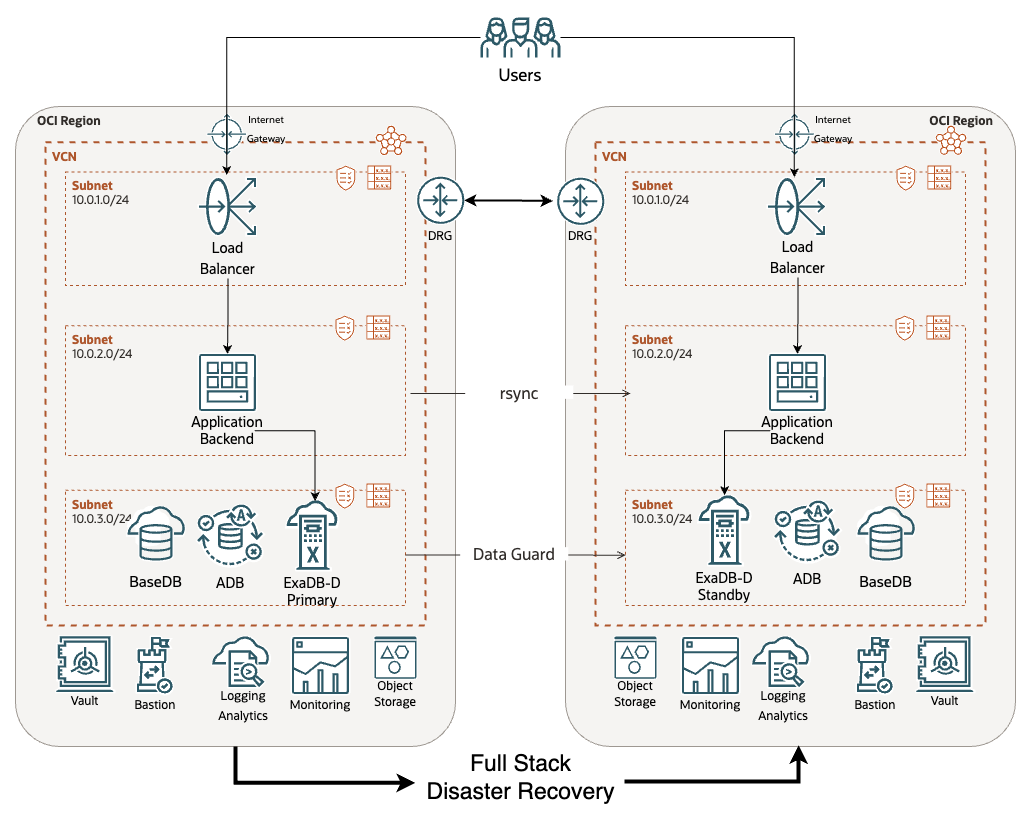 Users
OCI Region
Internet
Gateway
VCN
Subnet
10.0.1.0/24
Load
Balancer
DRG
Subnet
10.0.2.0/24
Application
Backend
Subnet
10.0.3.0/24
BaseDB
ADB
ExaDB-D
Primary
Vault
Bastion
Logging
Analytics
Monitoring
Object
Storage
rsync
Data Guard
Internet
Gateway
OCI Region
VCN
Subnet
10.0.1.0/24
Load
Balancer
DRG
Subnet
10.0.2.0/24
Application
Backend
Subnet
10.0.3.0/24
ExaDB-D
Standby
ADB
BaseDB
Object
Storage
Monitoring
Logging
Analytics
Bastion
Vault
Full Stack
Disaster Recovery